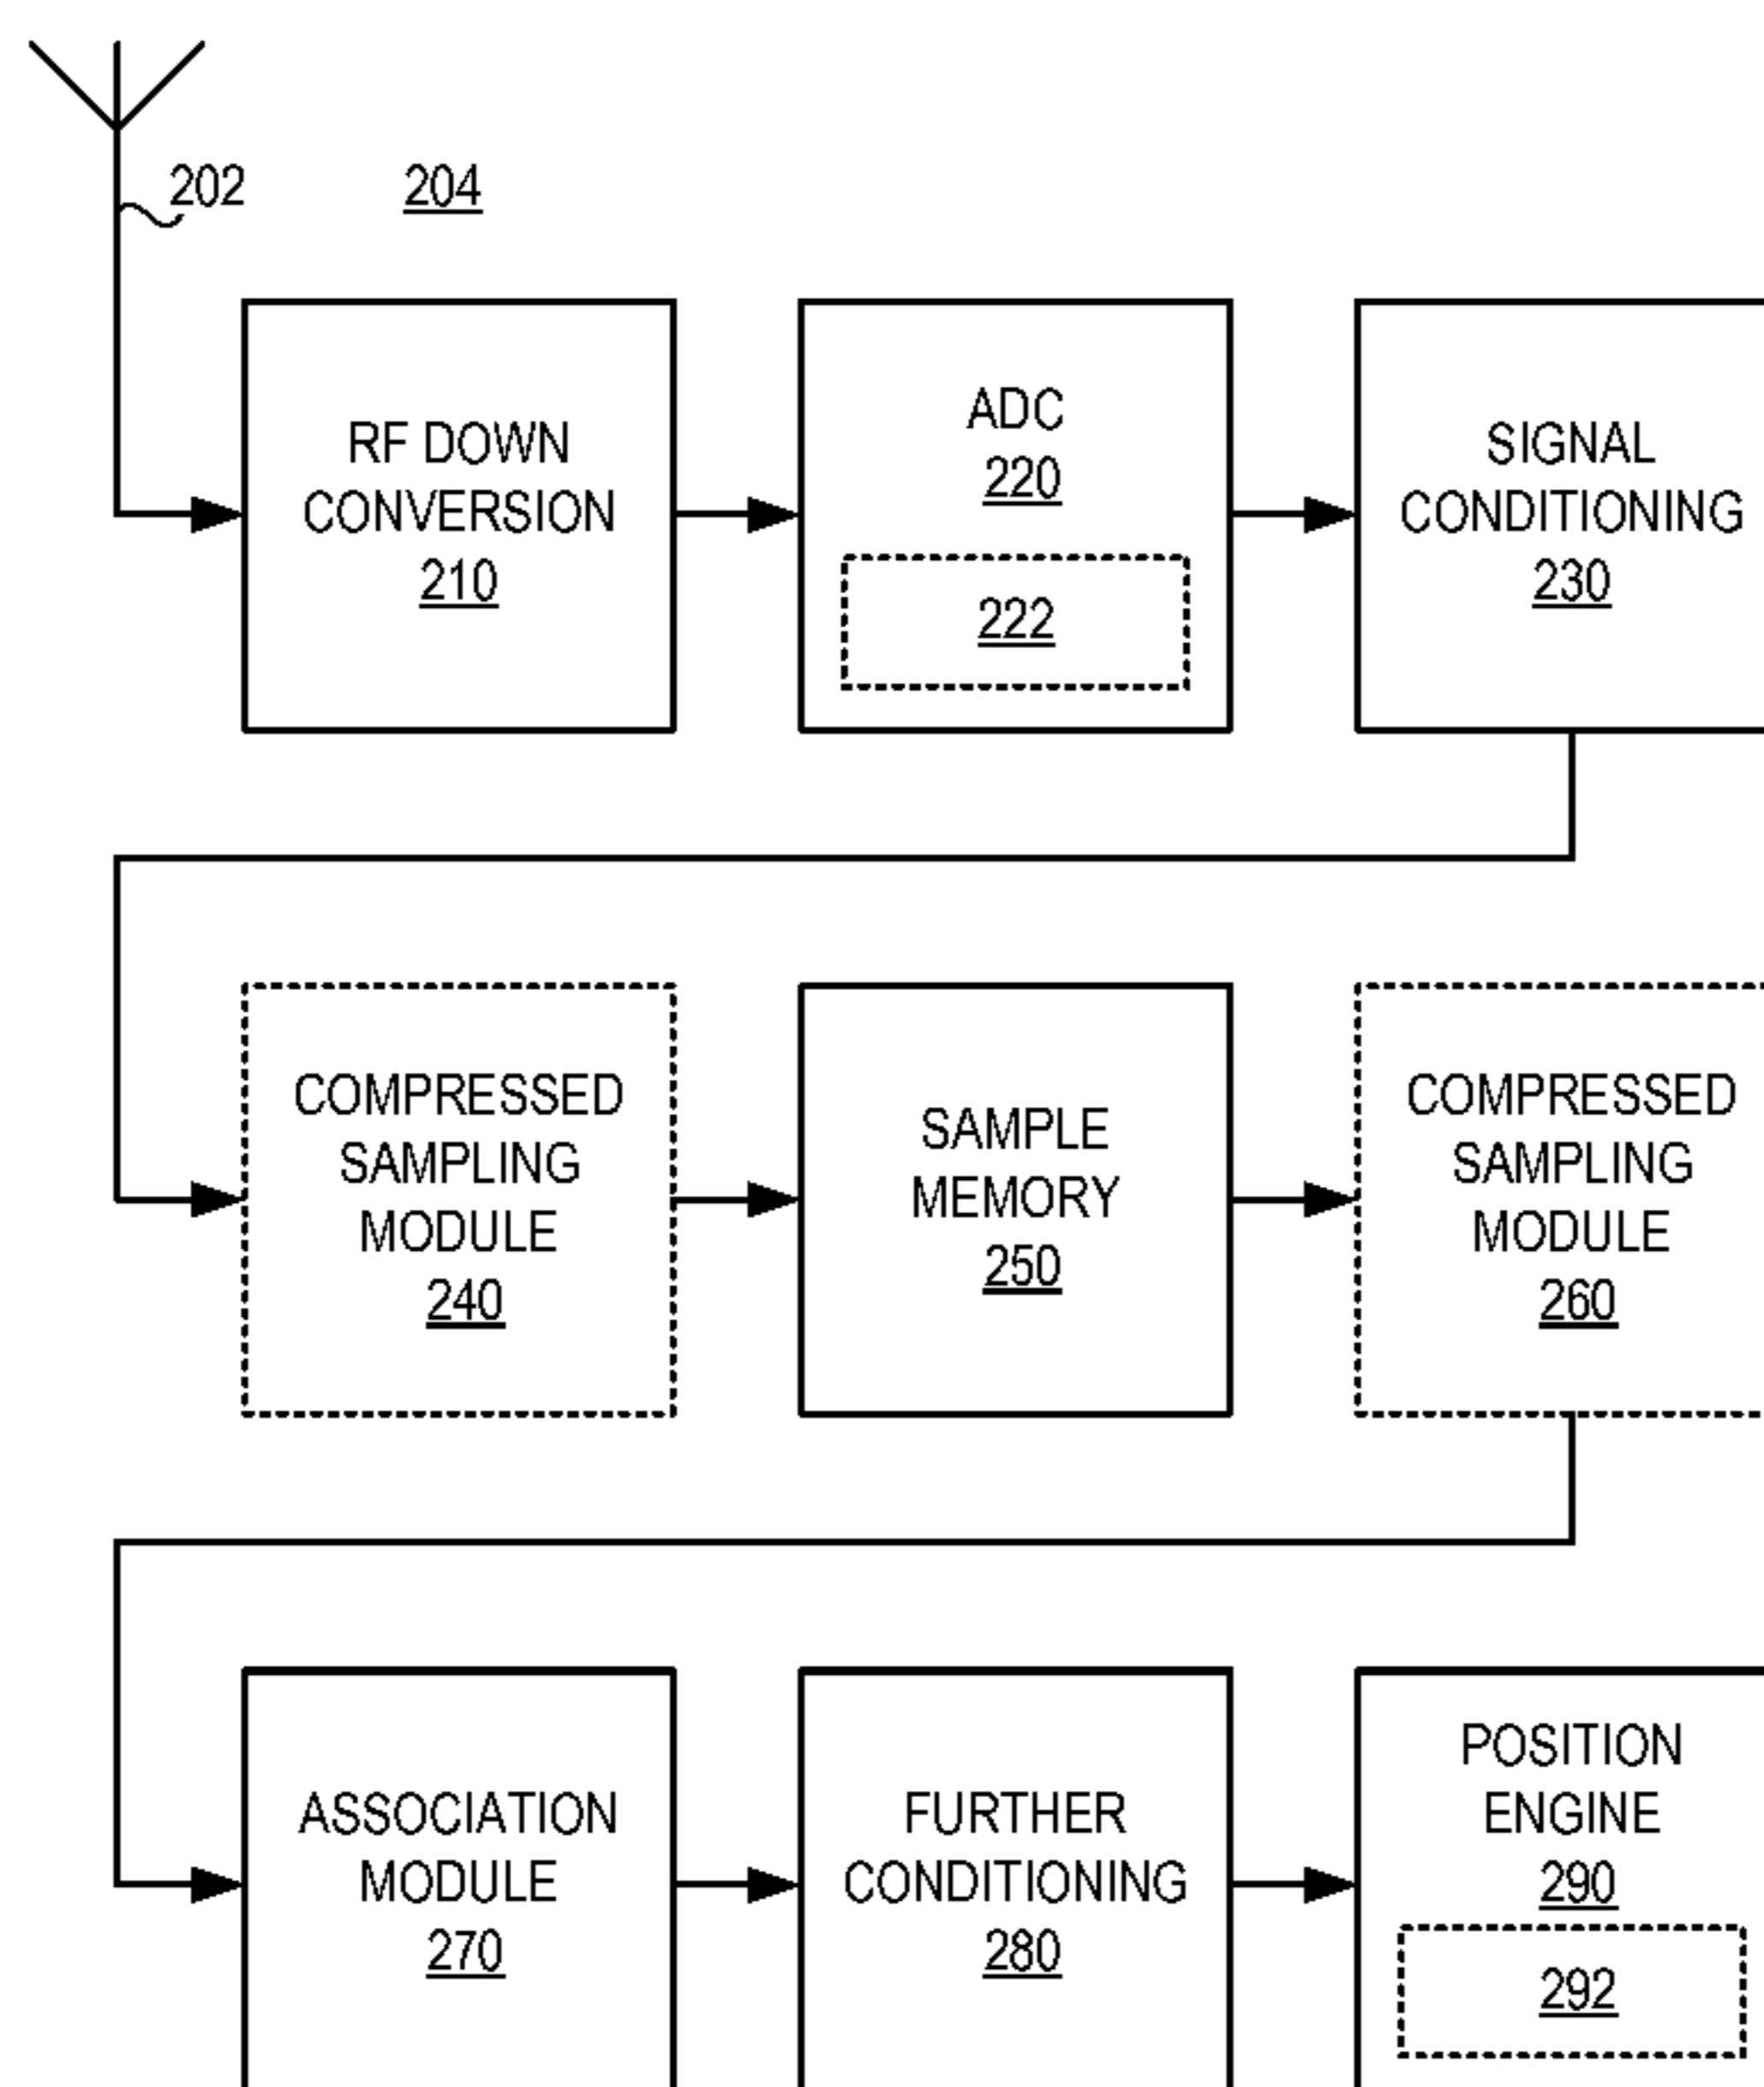 202
204
RF DOWN
CONVERSION
210
ADC
220
222
SIGNAL
CONDITIONING
230
COMPRESSED
SAMPLING
MODULE
240
SAMPLE
MEMORY
250
COMPRESSED
SAMPLING
MODULE
260
ASSOCIATION
MODULE
270
FURTHER
CONDITIONING
280
POSITION
ENGINE
290
292